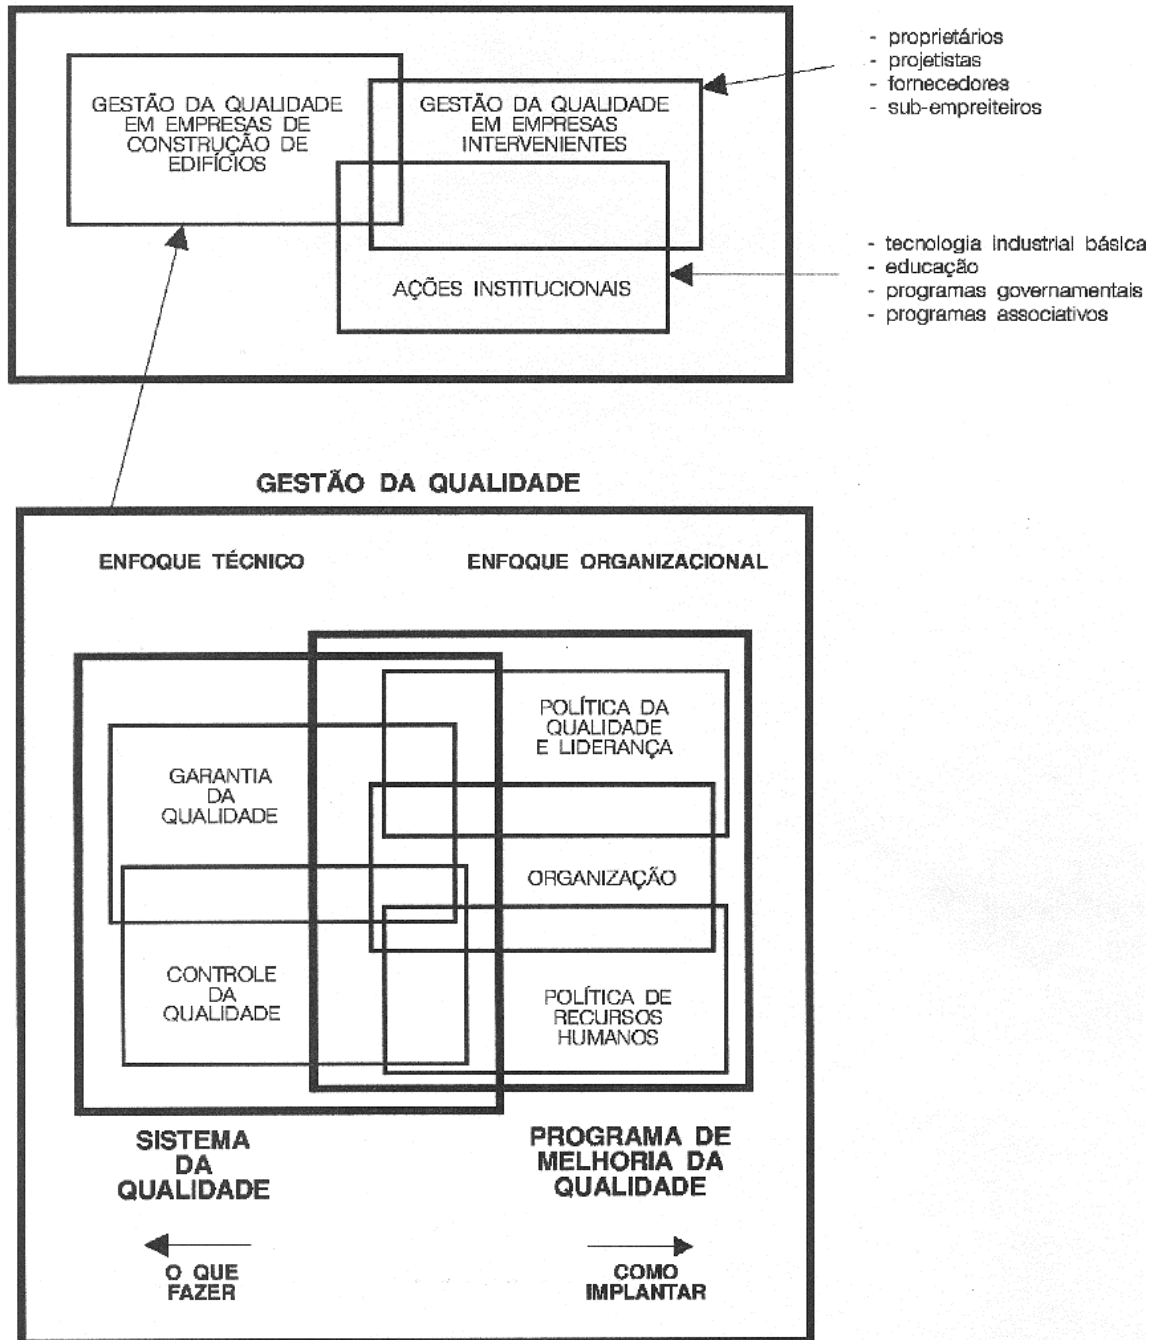 - proprietários
- projetistas
- fornecedores
- sub-empreiteiros
GESTÃO DA QUALIDADE
EM EMPRESAS DE
CONSTRUÇÃO DE
EDIFÍCIOS
GESTÃO DA QUALIDADE
EM EMPRESAS
INTERVENIENTES
AÇÕES INSTITUCIONAIS
- tecnologia industrial básica
- educação
- programas governamentais
- programas associativos
GESTÃO DA QUALIDADE
ENFOQUE TÉCNICO
ENFOQUE ORGANIZACIONAL
GARANTIA
DA
QUALIDADE
CONTROLE
DA
QUALIDADE
POLÍTICA DA
QUALIDADE
E LIDERANÇA
ORGANIZAÇÃO
POLÍTICA DE
RECURSOS
HUMANOS
SISTEMA
DA
QUALIDADE
PROGRAMA DE
MELHORIA DA
QUALIDADE
O QUE
FAZER
COMO
IMPLANTAR